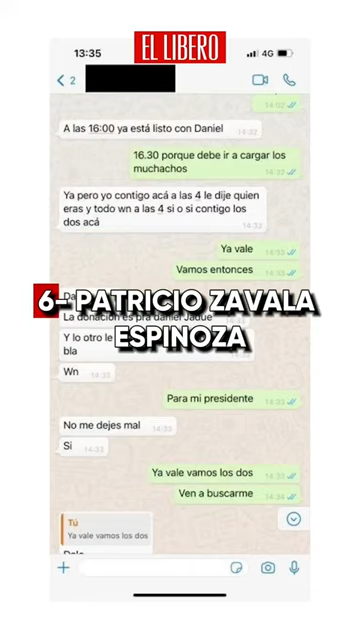 EL LIBERO
13:35
4G
2
14:02
A las 16:00 ya está listo con Daniel
14:32
16.30 porque debe ir a cargar los
muchachos
14:32
Ya pero yo contigo acá a las 4 le dije quien
eras y todo wn a las 4 si o si contigo los
dos acá
14:32
Ya vale
14:33
Vamos entonces
14:33
6– PATRICIO ZAVALA
ESPINOZA
La donación es pra daniel Jadue
Y lo otro le
bla
Wn
14:33
Para mi presidente
14:33
No me dejes mal
14:33
Si
14:33
Ya vale vamos los dos
14:33
Ven a buscarme
14:34
Tú
Ya vale vamos los dos